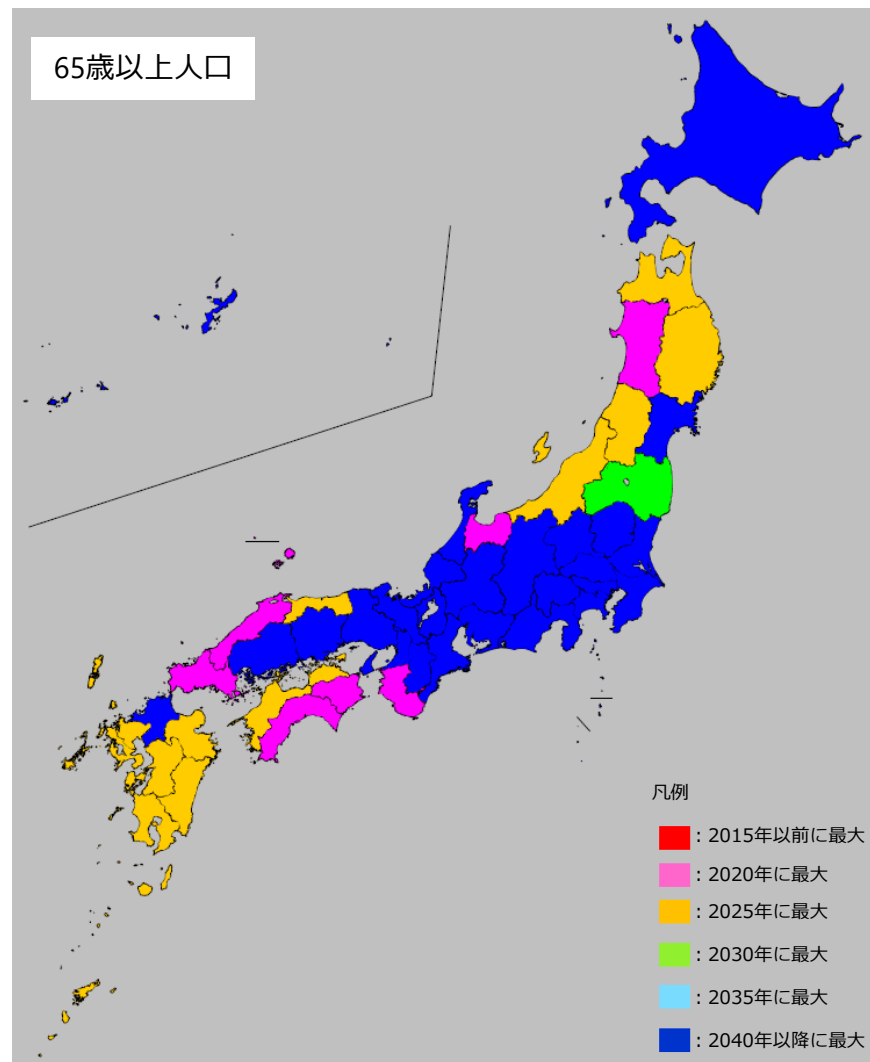 65歳以上人口
凡例
：2015年以前に最大
：2020年に最大
：2025年に最大
：2030年に最大
：2035年に最大
：2040年以降に最大